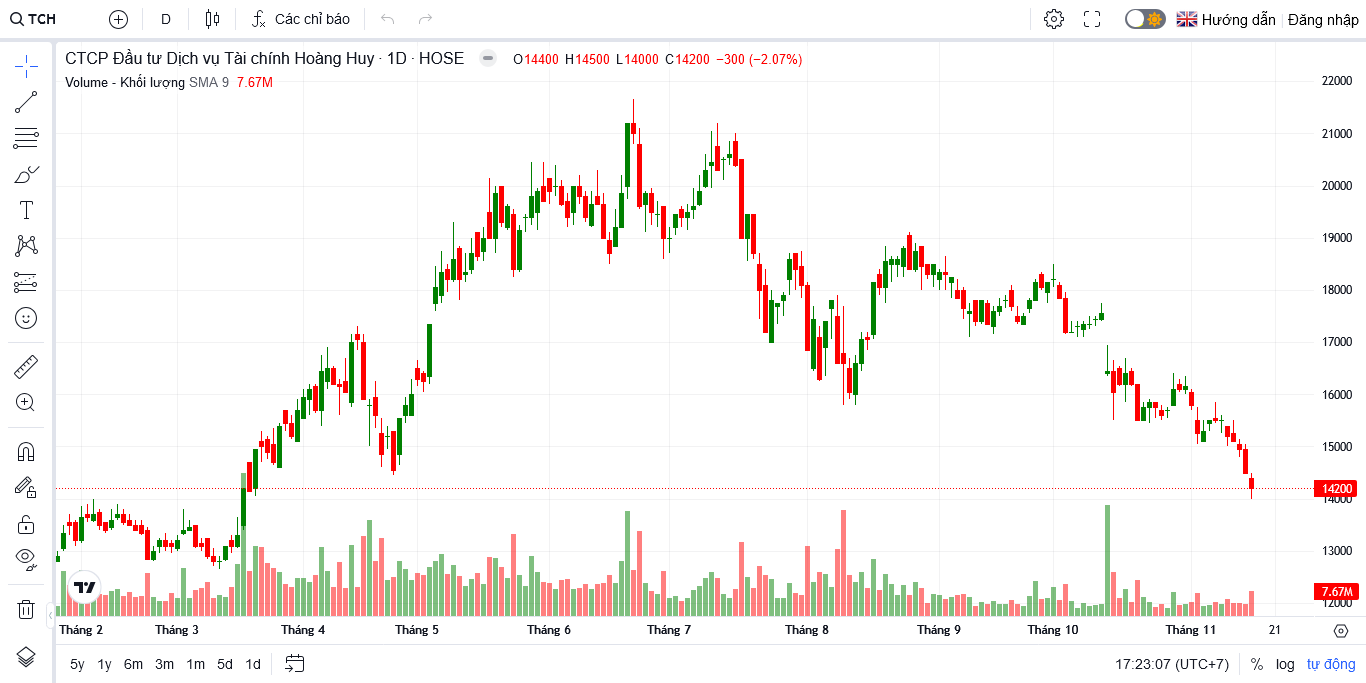 TCH D Các chỉ báo Hướng dẫn Đăng nhập
CTCP Đầu tư Dịch vụ Tài chính Hoàng Huy · 1D · HOSE O14400 H14500 L14000 C14200 −300 (−2.07%)
Volume - Khối lượng SMA 9 7.67M
22000
21000
20000
19000
18000
17000
16000
15000
14200
14000
13000
7.67M
12000
Tháng 2 Tháng 3 Tháng 4 Tháng 5 Tháng 6 Tháng 7 Tháng 8 Tháng 9 Tháng 10 Tháng 11 21
5y 1y 6m 3m 1m 5d 1d 17:23:07 (UTC+7) % log tự động